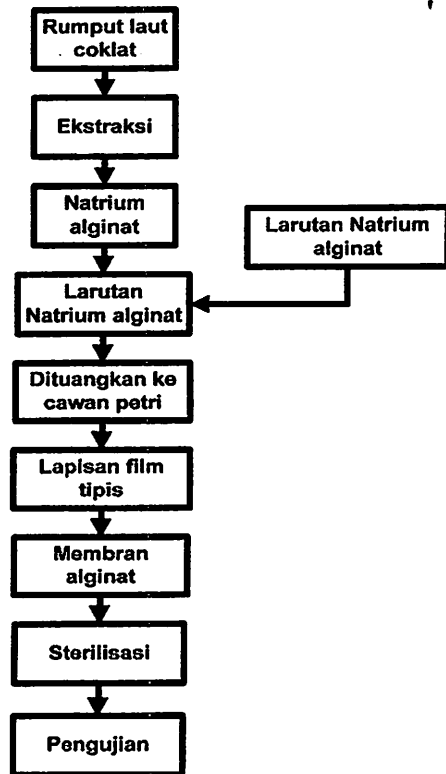 Rumput laut
coklat
Ekstraksi
Natrium
alginat
Larutan Natrium
alginat
Larutan
Natrium alginat
Dituangkan ke
cawan petri
Lapisan film
tipis
Membran
alginat
Sterilisasi
Pengujian